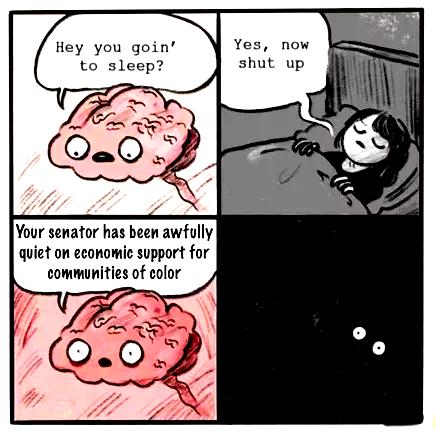 Hey you goin'
to sleep?
Yes, now
shut up
Your senator has been awfully
quiet on economic support for
communities of color